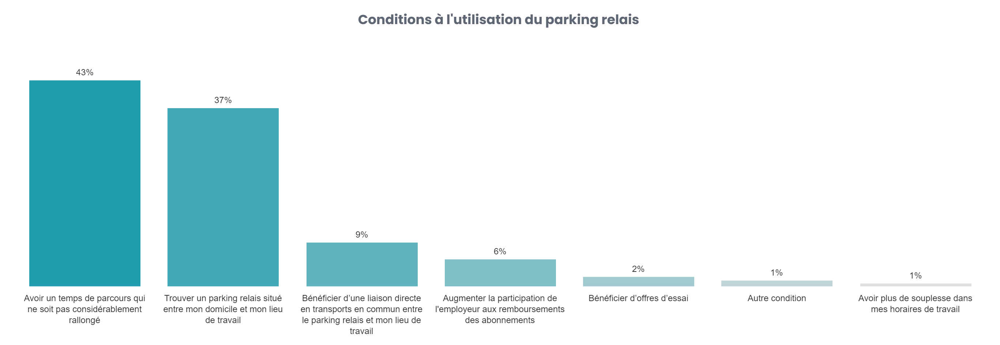 Conditions à l'utilisation du parking relais
43%
37%
9%
6%
2%
1%
1%
Avoir un temps de parcours qui
ne soit pas considérablement
rallongé
Trouver un parking relais situé
entre mon domicile et mon lieu
de travail
Bénéficier d’une liaison directe
en transports en commun entre
le parking relais et mon lieu de
travail
Augmenter la participation de
l'employeur aux remboursements
des abonnements
Bénéficier d’offres d’essai
Autre condition
Avoir plus de souplesse dans
mes horaires de travail